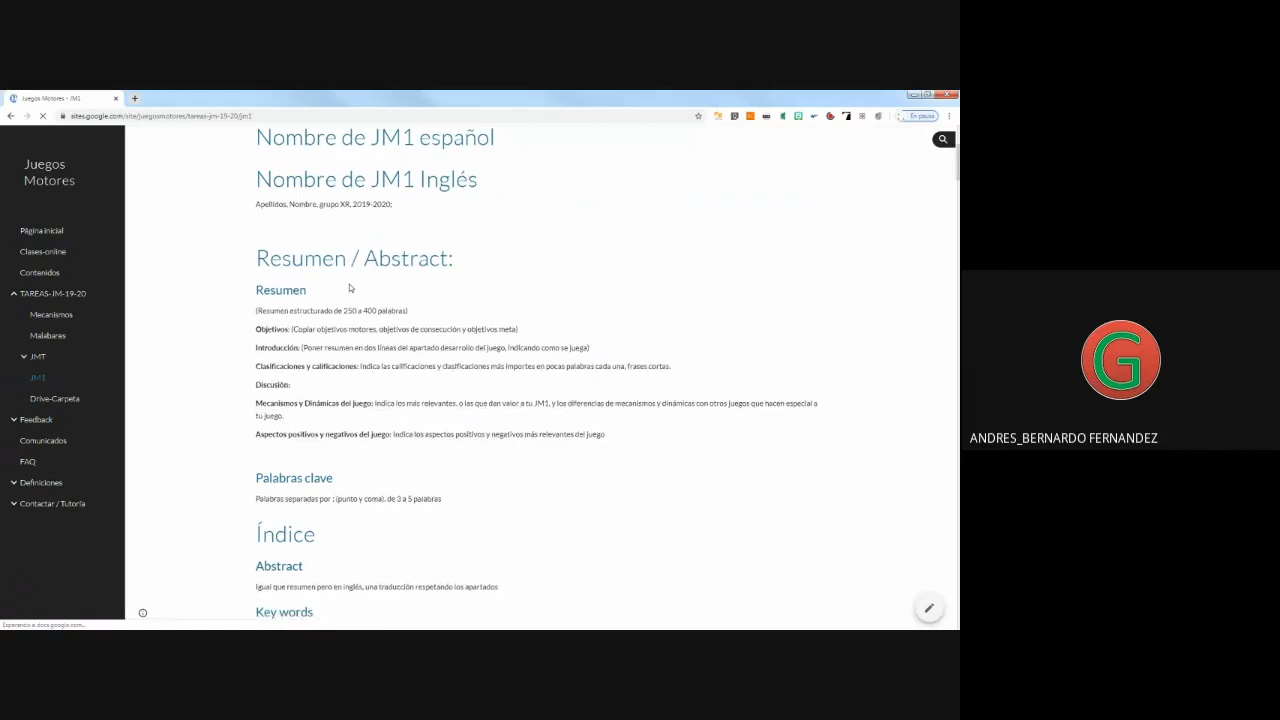 Juegos Motores - JM1
sites.google.com/site/juegosmotores/tareas-jm-19-20/jm1
En pausa
Juegos
Motores
Página inicial
Clases-online
Contenidos
TAREAS-JM-19-20
Mecanismos
Malabares
JMT
JM1
Drive-Carpeta
Feedback
Comunicados
FAQ
Definiciones
Contactar / Tutoría
Nombre de JM1 español
Nombre de JM1 Inglés
Apellidos, Nombre, grupo XR, 2019-2020;
Resumen / Abstract:
Resumen
(Resumen estructurado de 250 a 400 palabras)
Objetivos: (Copiar objetivos motores, objetivos de consecución y objetivos meta)
Introducción: (Poner resumen en dos líneas del apartado desarrollo del juego, indicando como se juega)
Clasificaciones y calificaciones: Indica las calificaciones y clasificaciones más importes en pocas palabras cada una, frases cortas.
Discusión:
Mecanismos y Dinámicas del juego: Indica los más relevantes, o las que dan valor a tu JM1, y los diferencias de mecanismos y dinámicas con otros juegos que hacen especial a
tu juego.
Aspectos positivos y negativos del juego: Indica los aspectos positivos y negativos más relevantes del juego
Palabras clave
Palabras separadas por ; (punto y coma), de 3 a 5 palabras
Índice
Abstract
Igual que resumen pero en inglés, una traducción respetando los apartados
Key words
Esperando a docs.google.com...
G
ANDRES_BERNARDO FERNANDEZ